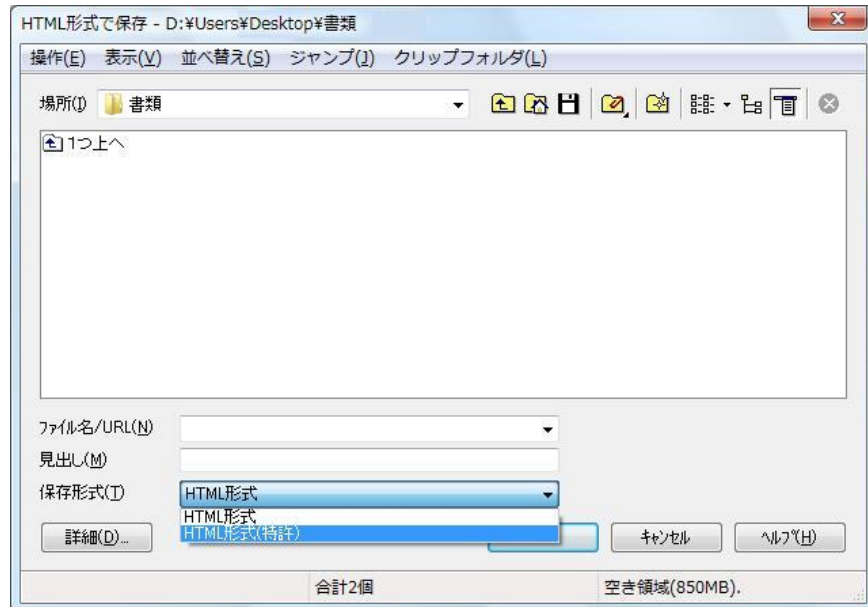 HTML形式で保存 - D:¥Users¥Desktop¥書類
操作(E) 表示(V) 並べ替え(S) ジャンプ(J) クリップフォルダ(L)
場所(I) 書類
1つ上へ
ファイル名/URL(N)
見出し(M)
保存形式(T) HTML形式
HTML形式
HTML形式(特許)
詳細(D)... キャンセル ヘルプ(H)
合計2個 空き領域(850MB).